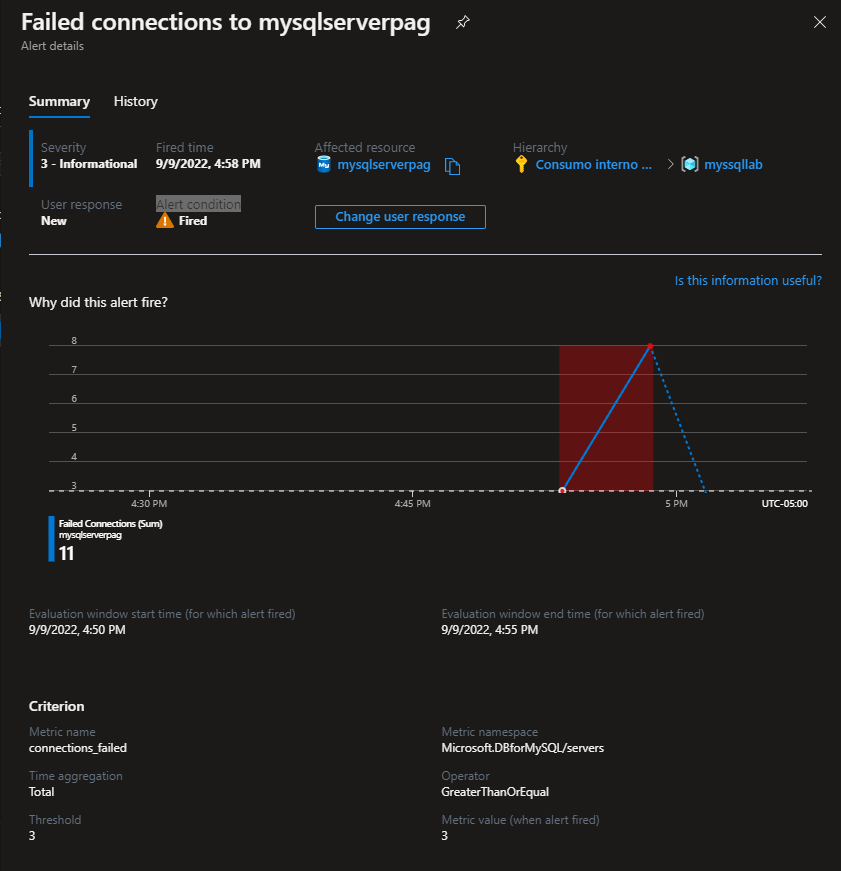 Failed connections to mysqlserverpag
Alert details
Summary History
Severity Fired time Affected resource Hierarchy
3 - Informational 9/9/2022, 4:58 PM mysqlserverpag Consumo interno ... > myssqllab
User response Alert condition
New Fired Change user response
Is this information useful?
Why did this alert fire?
8
7
6
5
4
3
4:30 PM 4:45 PM 5 PM UTC-05:00
Failed Connections (Sum)
mysqlserverpag
11
Evaluation window start time (for which alert fired) Evaluation window end time (for which alert fired)
9/9/2022, 4:50 PM 9/9/2022, 4:55 PM
Criterion
Metric name Metric namespace
connections_failed Microsoft.DBforMySQL/servers
Time aggregation Operator
Total GreaterThanOrEqual
Threshold Metric value (when alert fired)
3 3